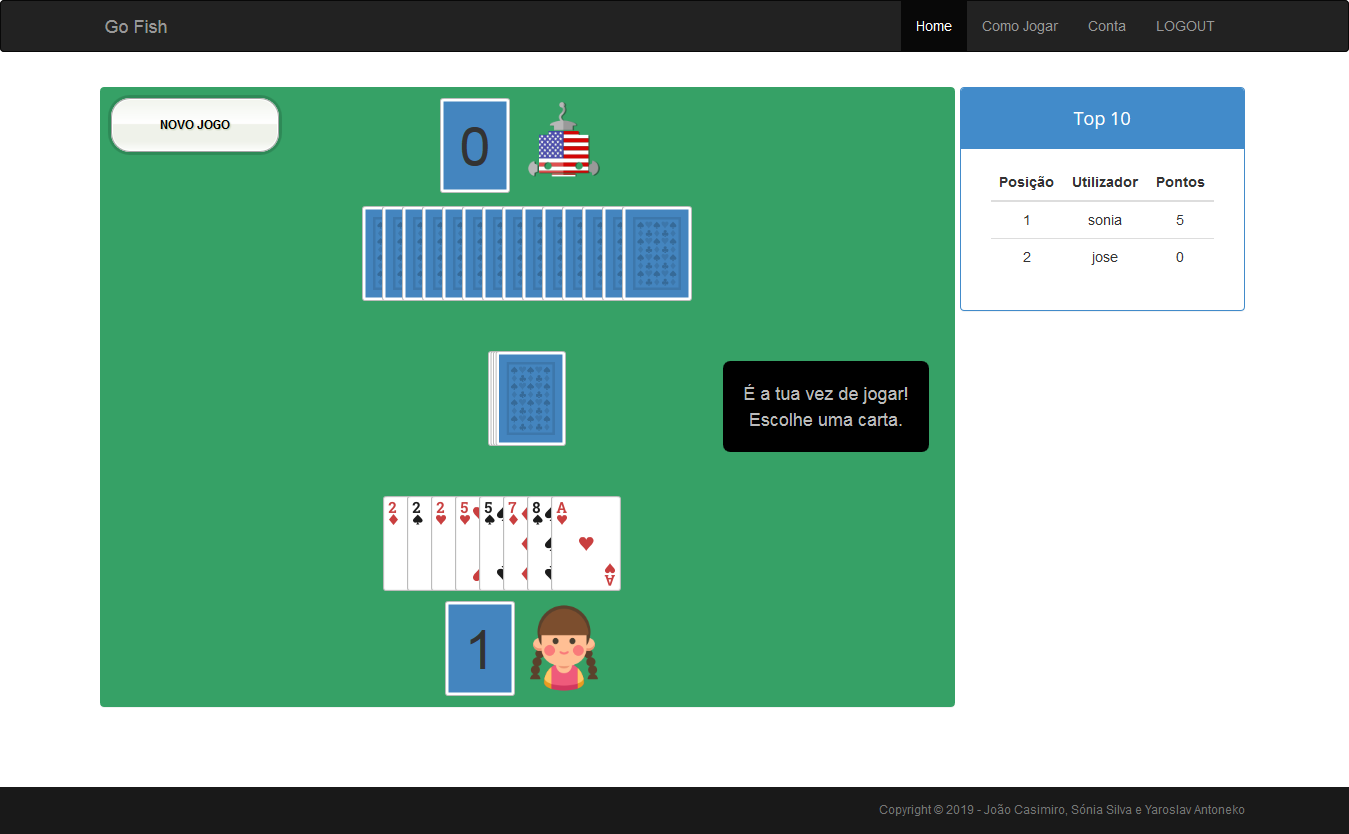 Go Fish
Home Como Jogar Conta LOGOUT
NOVO JOGO
0
Top 10
Posição Utilizador Pontos
1 sonia 5
2 jose 0
É a tua vez de jogar!
Escolhe uma carta.
2 2 2 5 5 7 8 A
A
1
Copyright © 2019 - João Casimiro, Sónia Silva e Yaroslav Antoneko